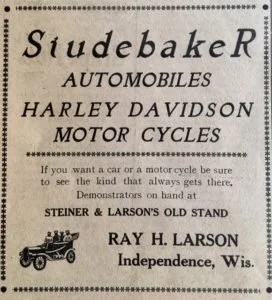 StudebakeR
AUTOMOBILES
HARLEY DAVIDSON
MOTOR CYCLES
If you want a car or a motor cycle be sure
to see the kind that always gets there.
Demonstrators on hand at
STEINER & LARSON'S OLD STAND
RAY H. LARSON
Independence, Wis.